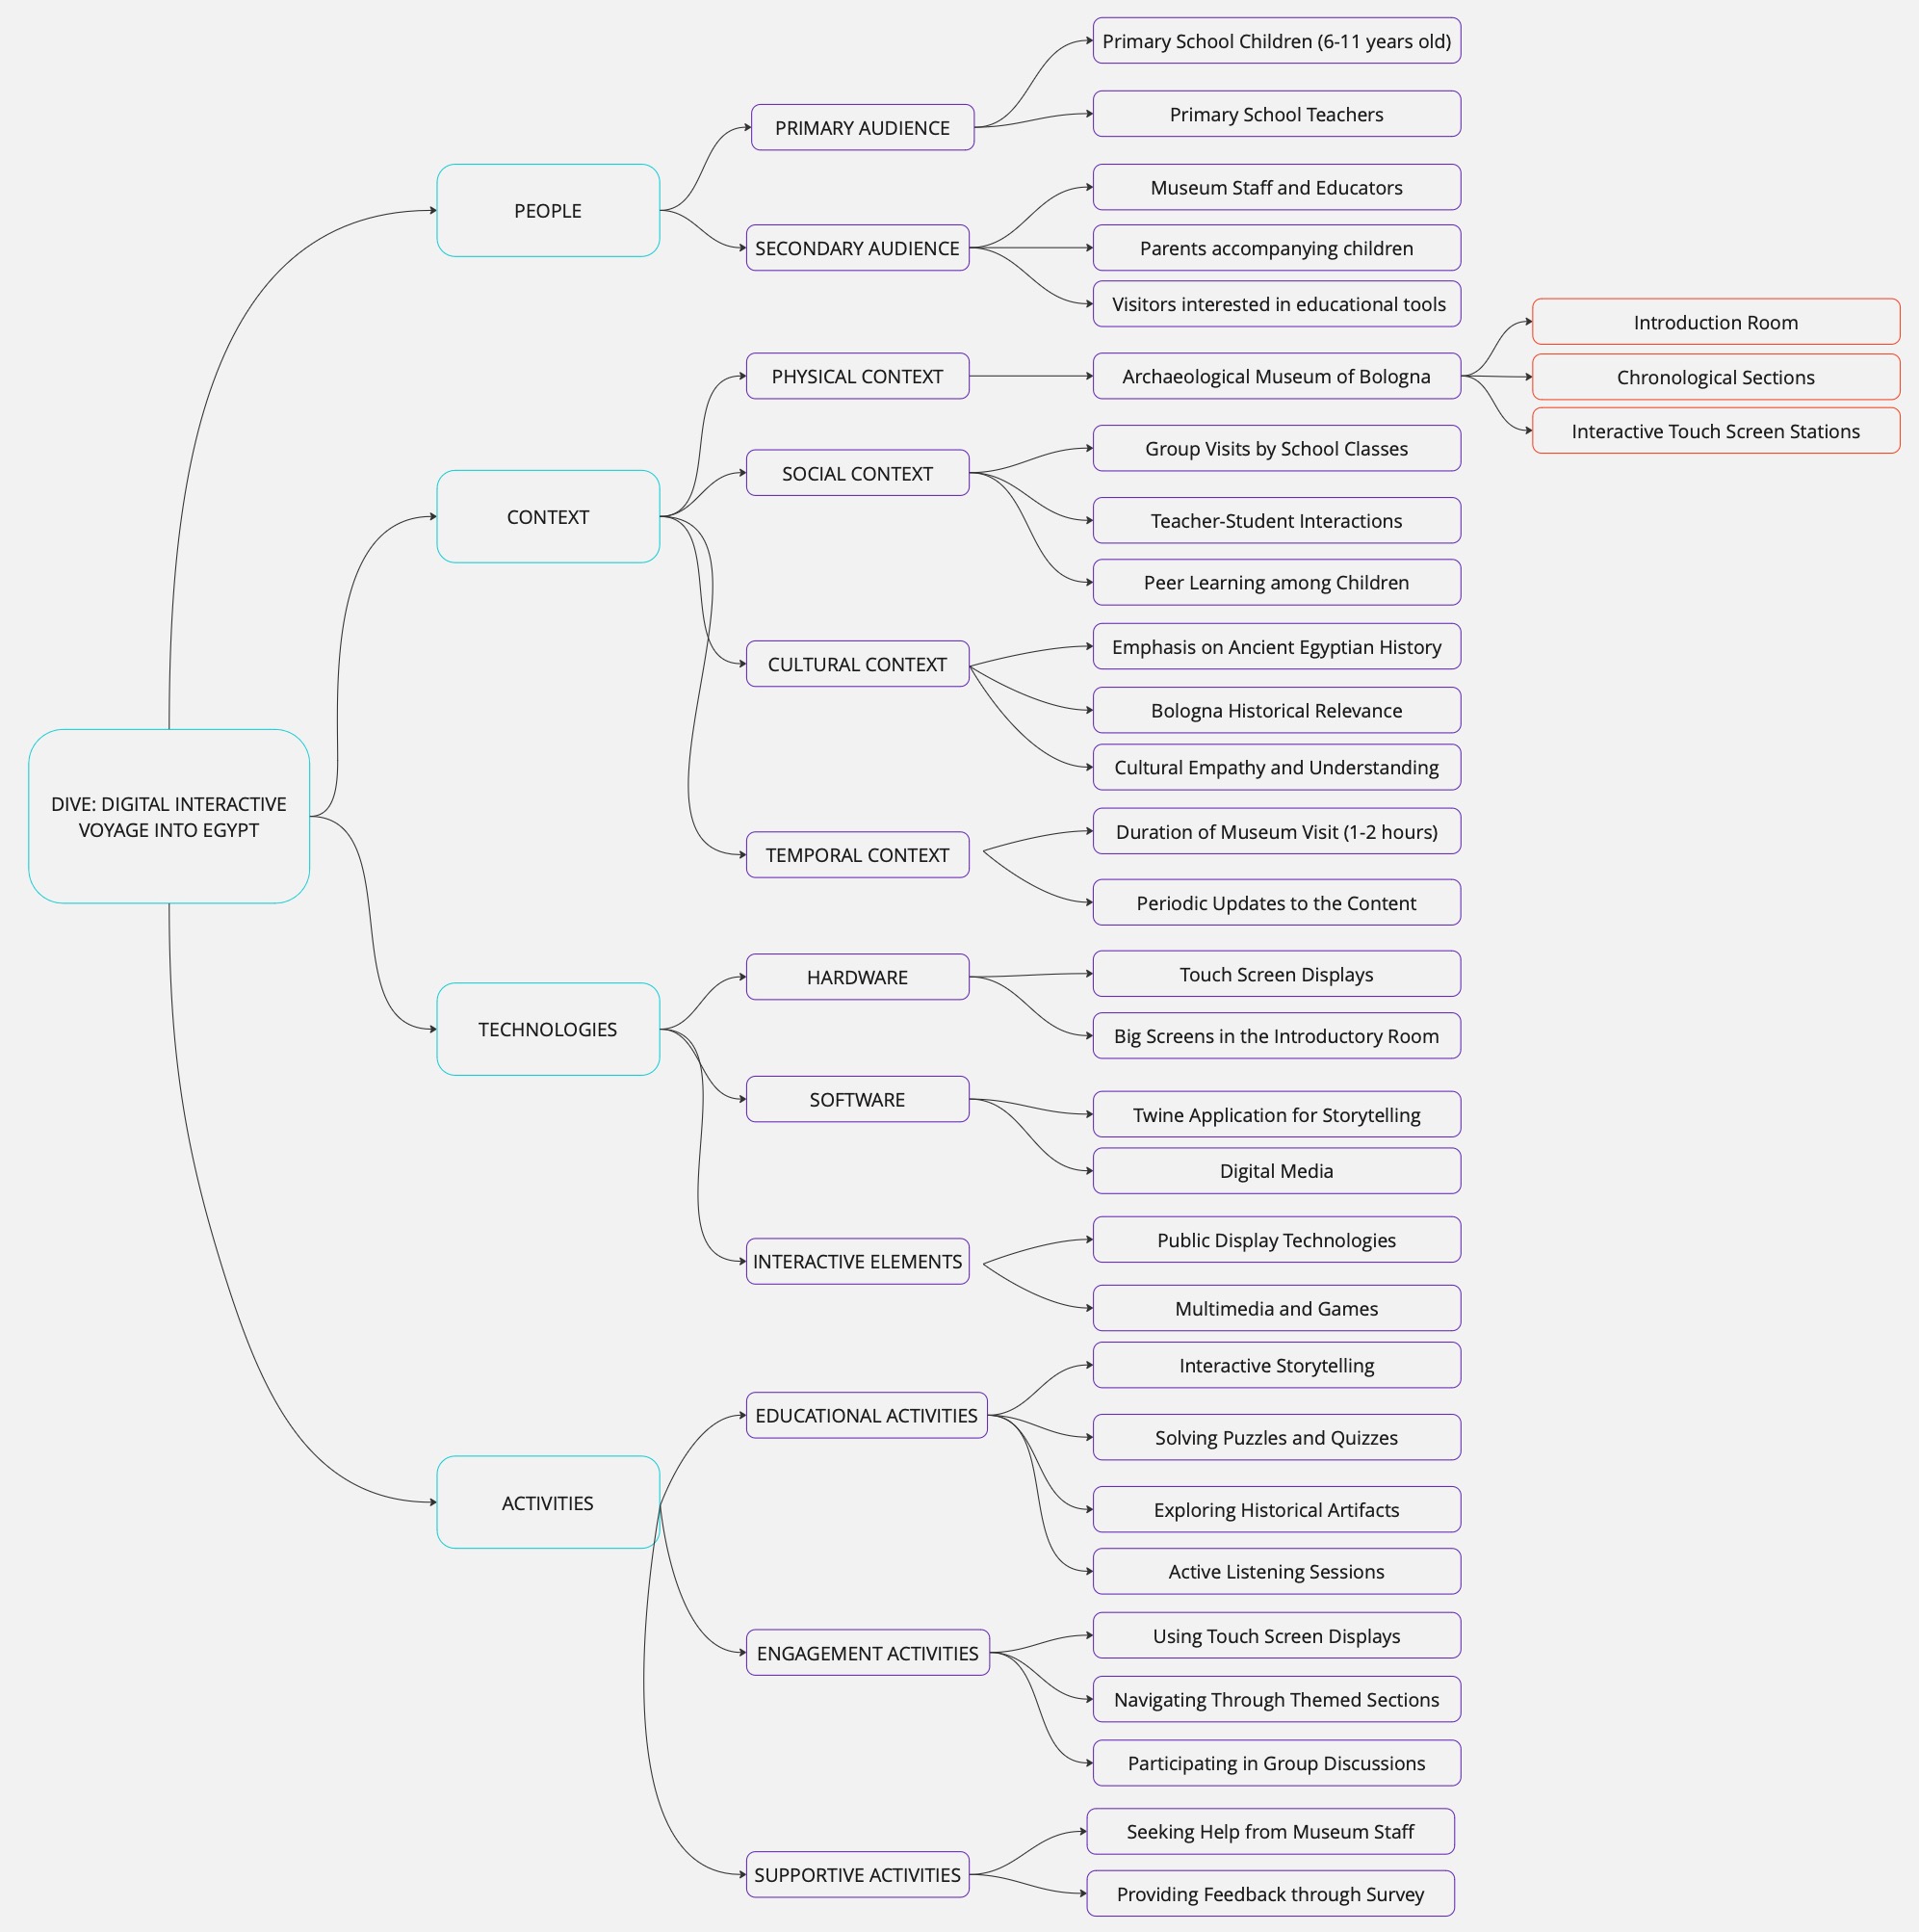 DIVE: DIGITAL INTERACTIVE
VOYAGE INTO EGYPT
PEOPLE
PRIMARY AUDIENCE
Primary School Children (6-11 years old)
Primary School Teachers
SECONDARY AUDIENCE
Museum Staff and Educators
Parents accompanying children
Visitors interested in educational tools
CONTEXT
PHYSICAL CONTEXT
Archaeological Museum of Bologna
Introduction Room
Chronological Sections
Interactive Touch Screen Stations
SOCIAL CONTEXT
Group Visits by School Classes
Teacher-Student Interactions
Peer Learning among Children
CULTURAL CONTEXT
Emphasis on Ancient Egyptian History
Bologna Historical Relevance
Cultural Empathy and Understanding
TEMPORAL CONTEXT
Duration of Museum Visit (1-2 hours)
Periodic Updates to the Content
TECHNOLOGIES
HARDWARE
Touch Screen Displays
Big Screens in the Introductory Room
SOFTWARE
Twine Application for Storytelling
Digital Media
INTERACTIVE ELEMENTS
Public Display Technologies
Multimedia and Games
ACTIVITIES
EDUCATIONAL ACTIVITIES
Interactive Storytelling
Solving Puzzles and Quizzes
Exploring Historical Artifacts
Active Listening Sessions
ENGAGEMENT ACTIVITIES
Using Touch Screen Displays
Navigating Through Themed Sections
Participating in Group Discussions
SUPPORTIVE ACTIVITIES
Seeking Help from Museum Staff
Providing Feedback through Survey